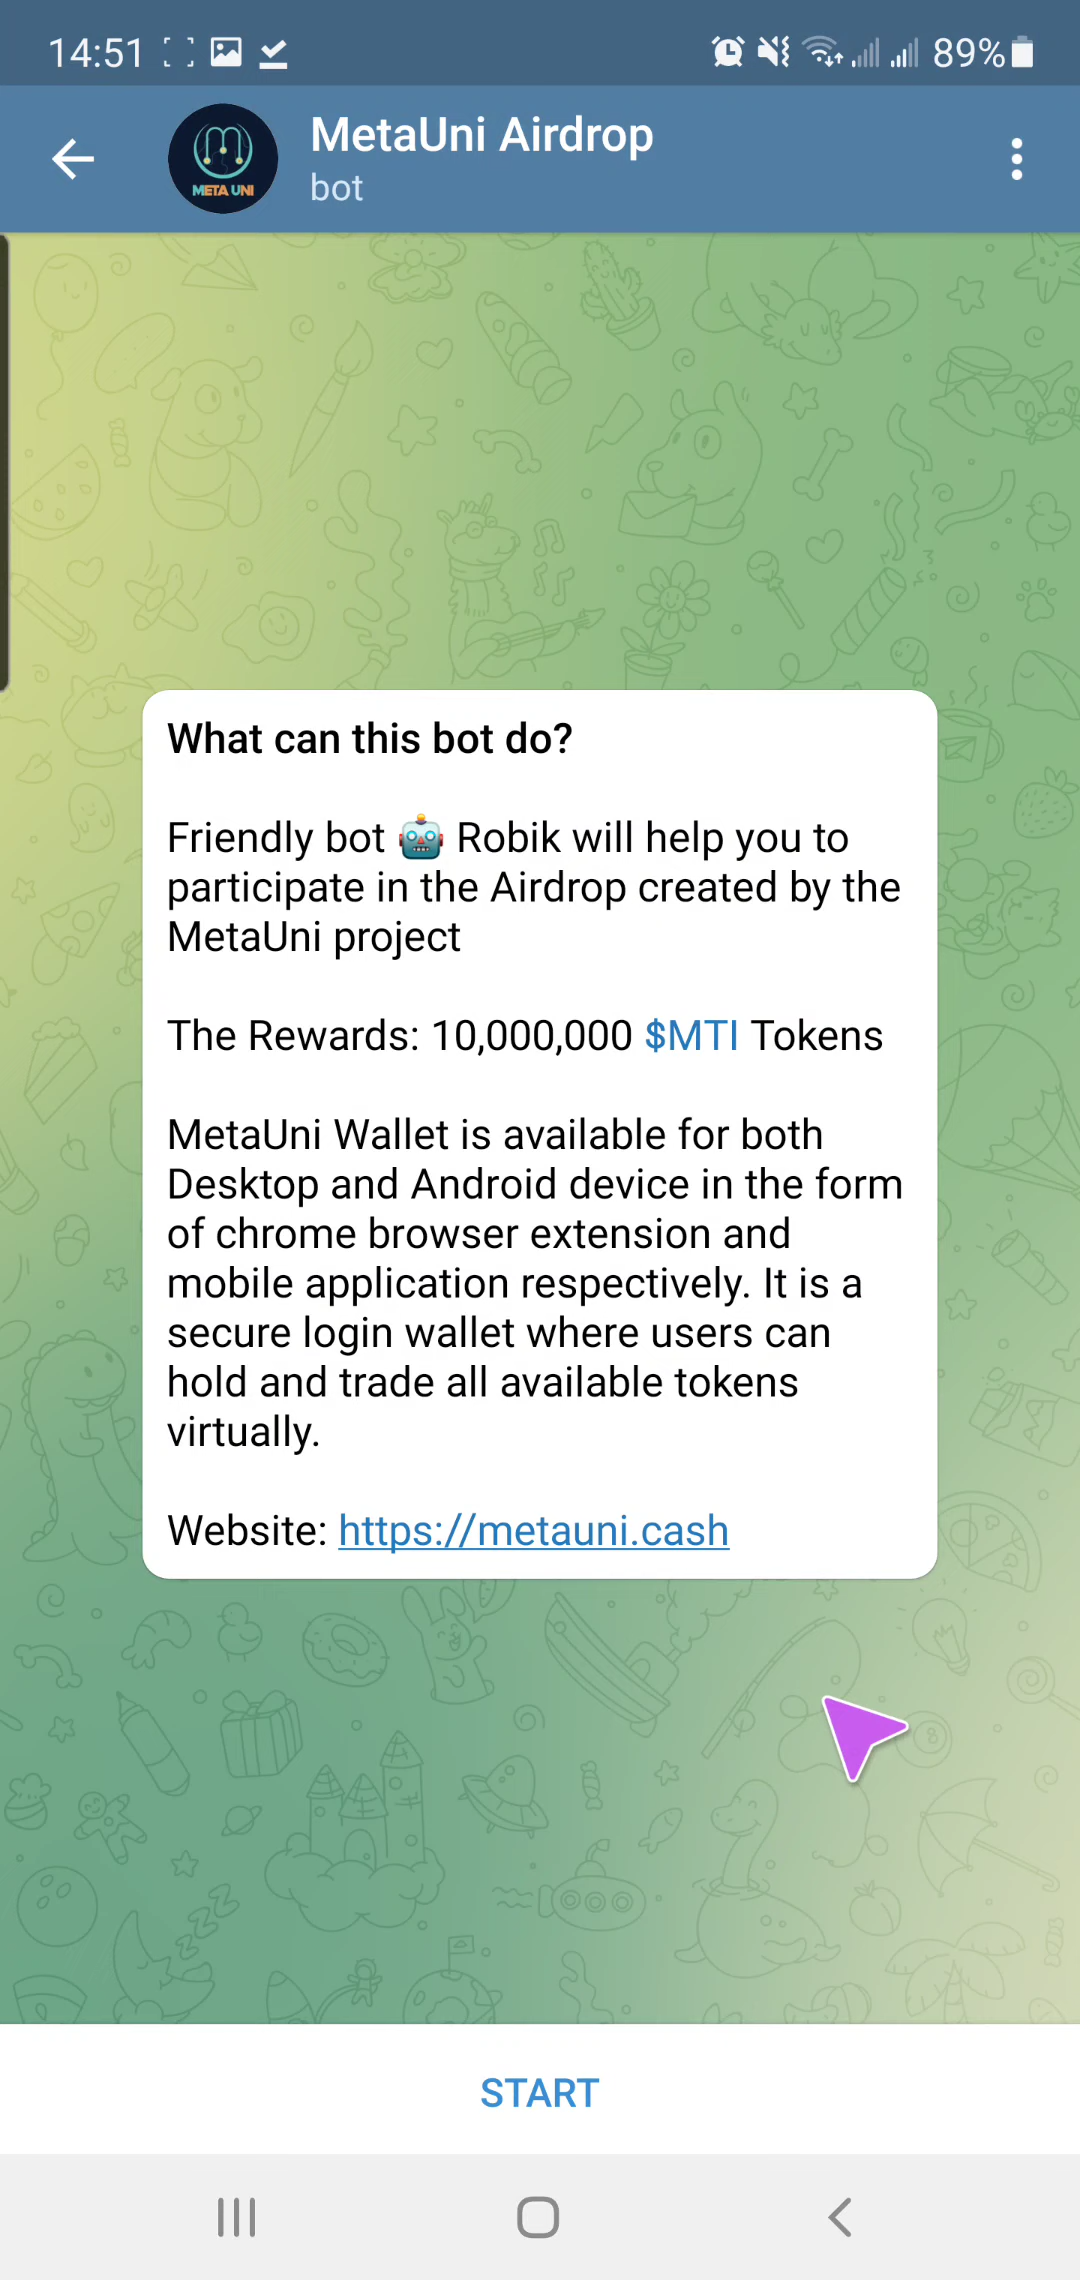 14:51
89%
META UNI
MetaUni Airdrop
bot
What can this bot do?
Friendly bot 🤖 Robik will help you to
participate in the Airdrop created by the
MetaUni project
The Rewards: 10,000,000 $MTI Tokens
MetaUni Wallet is available for both
Desktop and Android device in the form
of chrome browser extension and
mobile application respectively. It is a
secure login wallet where users can
hold and trade all available tokens
virtually.
Website: https://metauni.cash
START